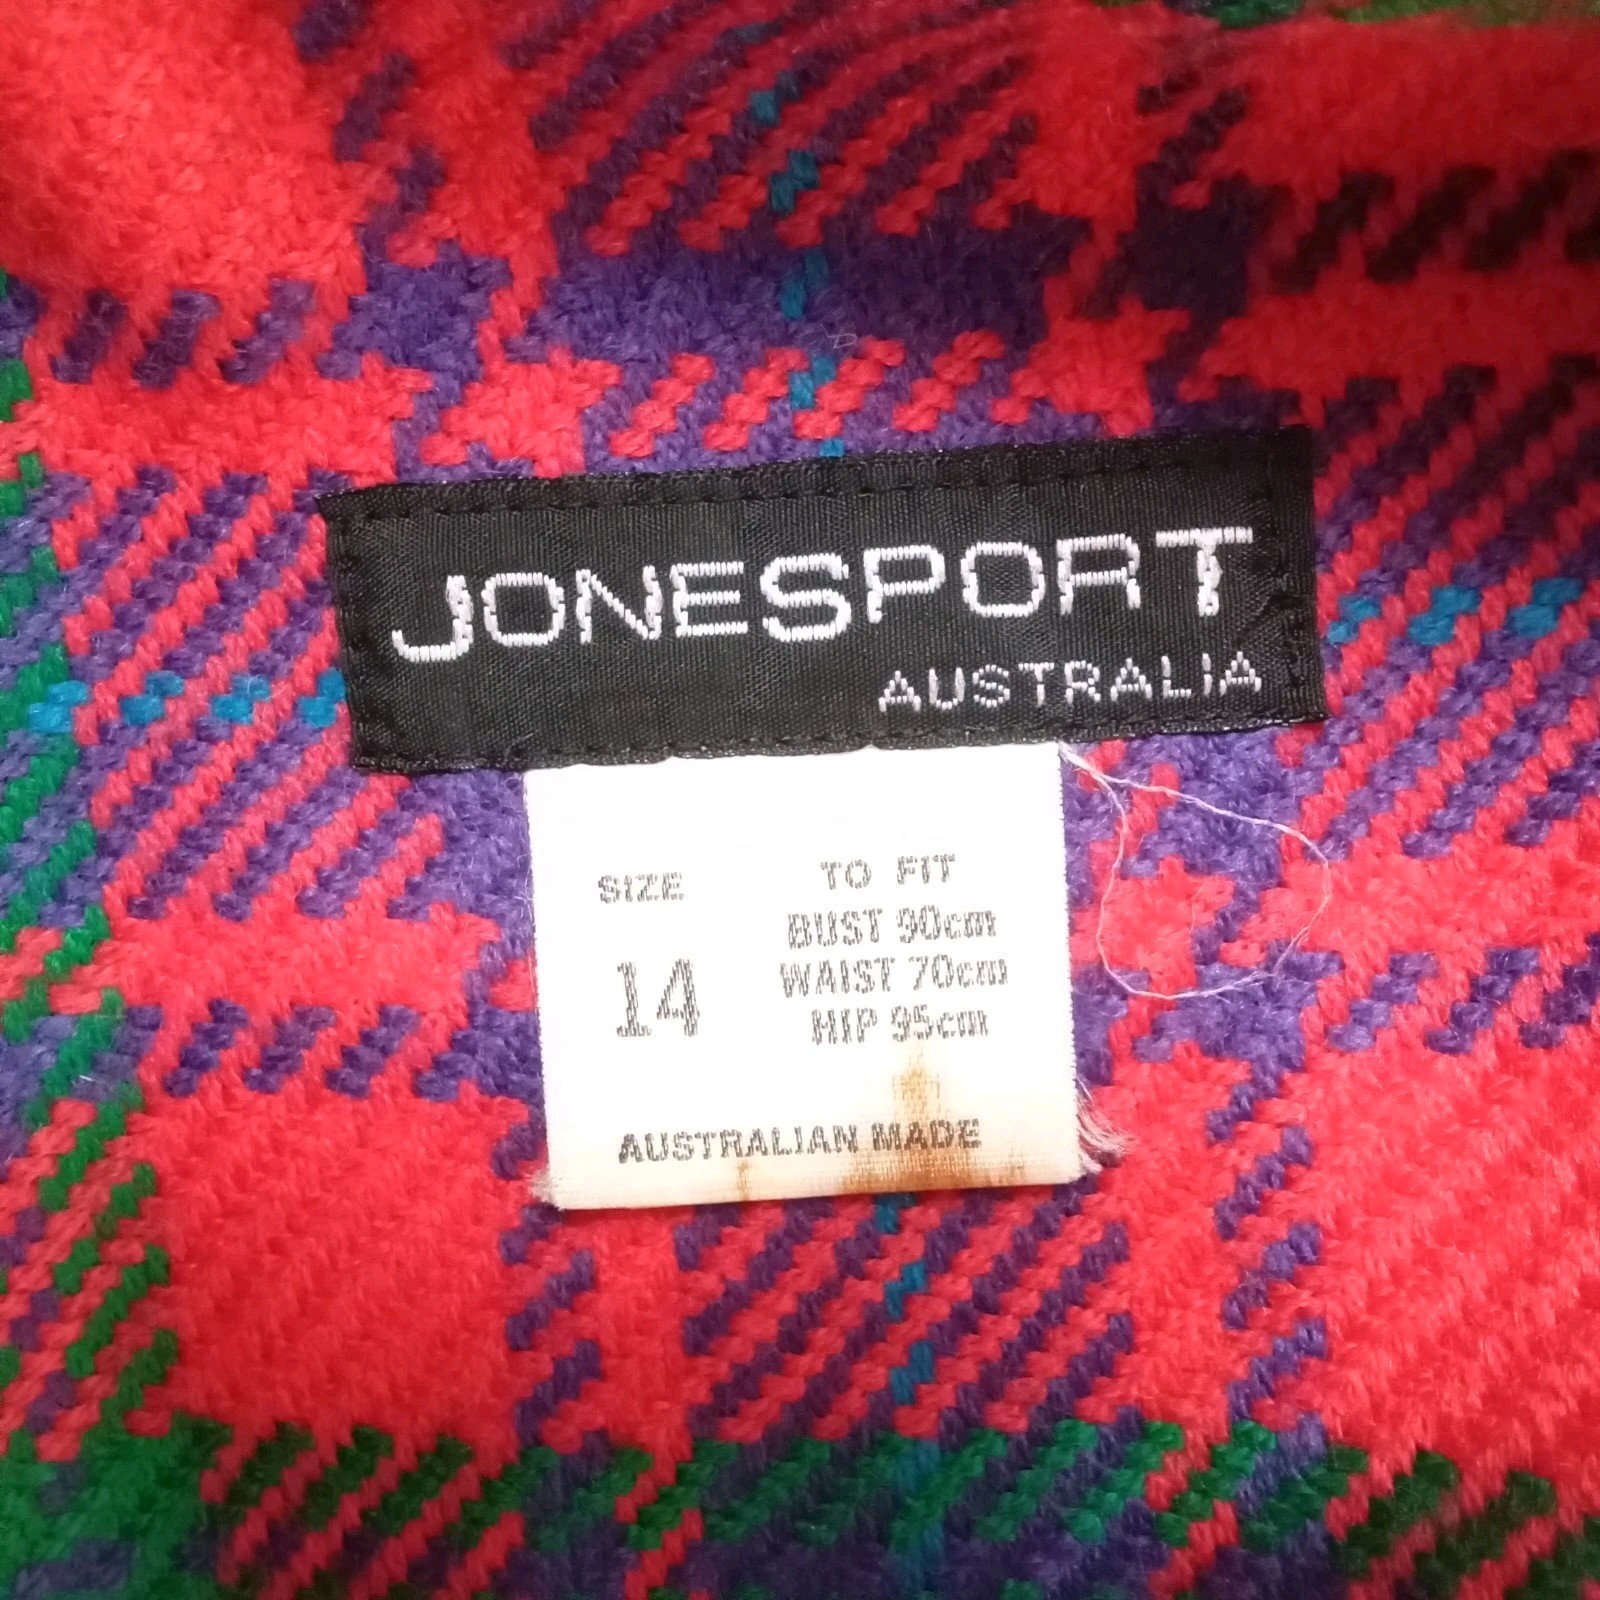 JONESPORT
AUSTRALIA
SIZE
14
TO FIT
BUST 90cm
WAIST 70cm
HIP 95cm
AUSTRALIAN MADE